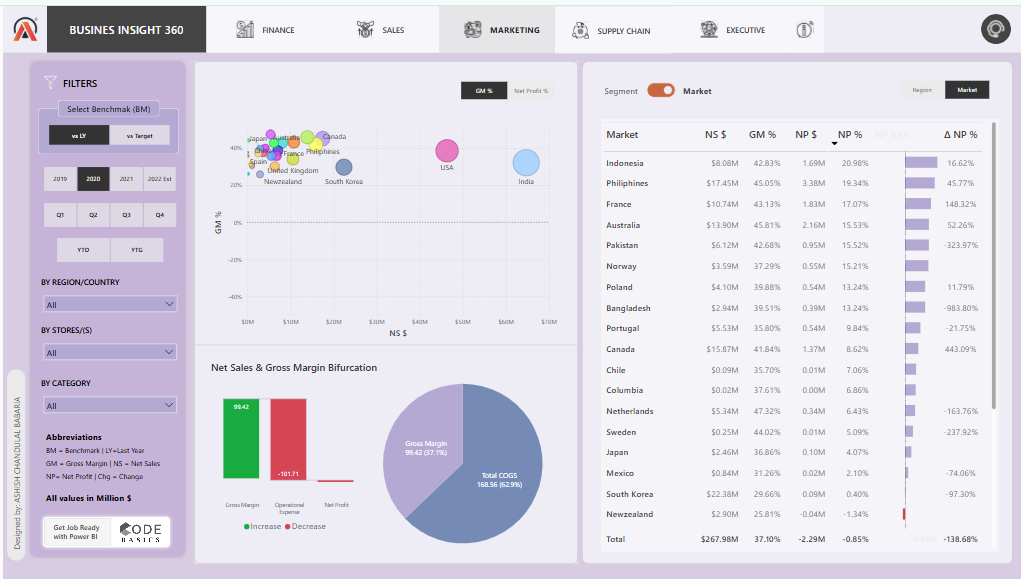 BUSINES INSIGHT 360
FINANCE
SALES
MARKETING
SUPPLY CHAIN
EXECUTIVE
FILTERS
Select Benchmak (BM)
vs LY
vs Target
2019
2020
2021
2022 Est
Q1
Q2
Q3
Q4
YTD
YTG
BY REGION/COUNTRY
All
BY STORES/(S)
All
BY CATEGORY
All
Abbreviations
BM = Benchmark | LY=Last Year
GM = Gross Margin | NS = Net Sales
NP= Net Profit | Chg = Change
All values in Million $
Get Job Ready
with Power BI
CODE
BASICS
Designed by: ASHISH CHANDULAL BABARIA
GM %
Net Profit %
GM %
40%
20%
0%
-20%
-40%
Japan
Australia
Canada
France
Philiphines
Spain
United Kingdom
Newzealand
South Korea
USA
India
$0M
$10M
$20M
$30M
$40M
$50M
$60M
$70M
NS $
Net Sales & Gross Margin Bifurcation
99.42
-101.71
Gross Margin
Operational
Expense
Net Profit
Increase
Decrease
Gross Margin
99.42 (37.1%)
Total COGS
168.56 (62.9%)
Segment
Market
Region
Market
Market NS $ GM % NP $ NP % Δ NP %
Indonesia $8.08M 42.83% 1.69M 20.98% 16.62%
Philiphines $17.45M 45.05% 3.38M 19.34% 45.77%
France $10.74M 43.13% 1.83M 17.07% 148.32%
Australia $13.90M 45.81% 2.16M 15.53% 52.26%
Pakistan $6.12M 42.68% 0.95M 15.52% -323.97%
Norway $3.59M 37.29% 0.55M 15.21%
Poland $4.10M 39.88% 0.54M 13.24% 11.79%
Bangladesh $2.94M 39.51% 0.39M 13.24% -983.80%
Portugal $5.53M 35.80% 0.54M 9.84% -21.75%
Canada $15.87M 41.84% 1.37M 8.62% 443.09%
Chile $0.09M 35.70% 0.01M 7.06%
Columbia $0.02M 37.61% 0.00M 6.86%
Netherlands $5.34M 47.32% 0.34M 6.43% -163.76%
Sweden $0.25M 44.02% 0.01M 5.09% -237.92%
Japan $2.46M 36.86% 0.10M 4.07%
Mexico $0.84M 31.26% 0.02M 2.10% -74.06%
South Korea $22.38M 29.66% 0.09M 0.40% -97.30%
Newzealand $2.90M 25.81% -0.04M -1.34%
Total $267.98M 37.10% -2.29M -0.85% -138.68%